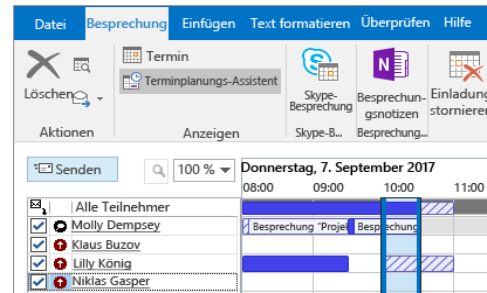 Datei Besprechung Einfügen Text formatieren Überprüfen Hilfe
Termin
Terminplanungs-Assistent
Löschen
Skype-
Besprechung
Besprechun-
gsnotizen
Einladung
stornieren
Aktionen Anzeigen Skype-B... Besprechung...
Senden 100 % Donnerstag, 7. September 2017
08:00 09:00 10:00 11:00
Alle Teilnehmer
Molly Dempsey Besprechung "Projel Besprechung
Klaus Buzov
Lilly König
Niklas Gasper